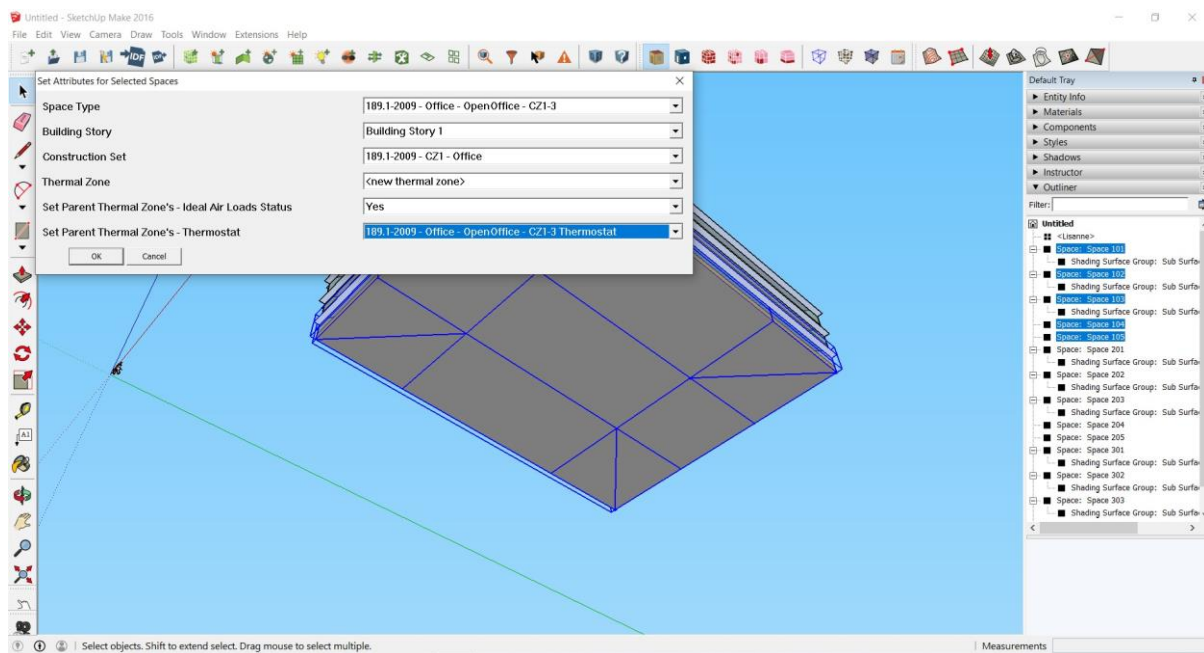 Untitled - SketchUp Make 2016
File Edit View Camera Draw Tools Window Extensions Help
IDF
Set Attributes for Selected Spaces
Space Type 189.1-2009 - Office - OpenOffice - CZ1-3
Building Story Building Story 1
Construction Set 189.1-2009 - CZ1 - Office
Thermal Zone <new thermal zone>
Set Parent Thermal Zone's - Ideal Air Loads Status Yes
Set Parent Thermal Zone's - Thermostat 189.1-2009 - Office - OpenOffice - CZ1-3 Thermostat
OK Cancel
A1
Default Tray
Entity Info
Materials
Components
Styles
Shadows
Instructor
Outliner
Filter:
Untitled
<Lisanne>
Space: Space 101
Shading Surface Group: Sub Surfa
Space: Space 102
Shading Surface Group: Sub Surfa
Space: Space 103
Shading Surface Group: Sub Surfa
Space: Space 104
Space: Space 105
Space: Space 201
Shading Surface Group: Sub Surfa
Space: Space 202
Shading Surface Group: Sub Surfa
Space: Space 203
Shading Surface Group: Sub Surfa
Space: Space 204
Space: Space 205
Space: Space 301
Shading Surface Group: Sub Surfa
Space: Space 302
Shading Surface Group: Sub Surfa
Space: Space 303
Shading Surface Group: Sub Surfa
Select objects. Shift to extend select. Drag mouse to select multiple.
Measurements